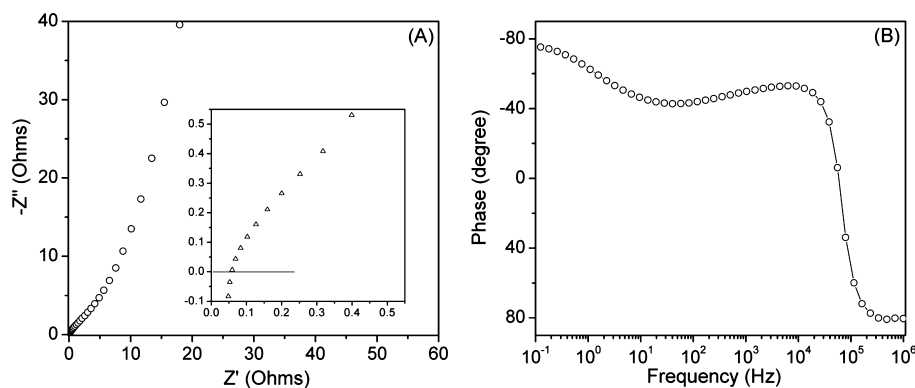 (A)
-Z'' (Ohms)
40
30
20
10
0
0 10 20 30 40 50 60
Z' (Ohms)
0.5
0.4
0.3
0.2
0.1
0.0
-0.1
0.0 0.1 0.2 0.3 0.4 0.5
(B)
Phase (degree)
-80
-40
0
40
80
10⁻¹ 10⁰ 10¹ 10² 10³ 10⁴ 10⁵ 10⁶
Frequency (Hz)